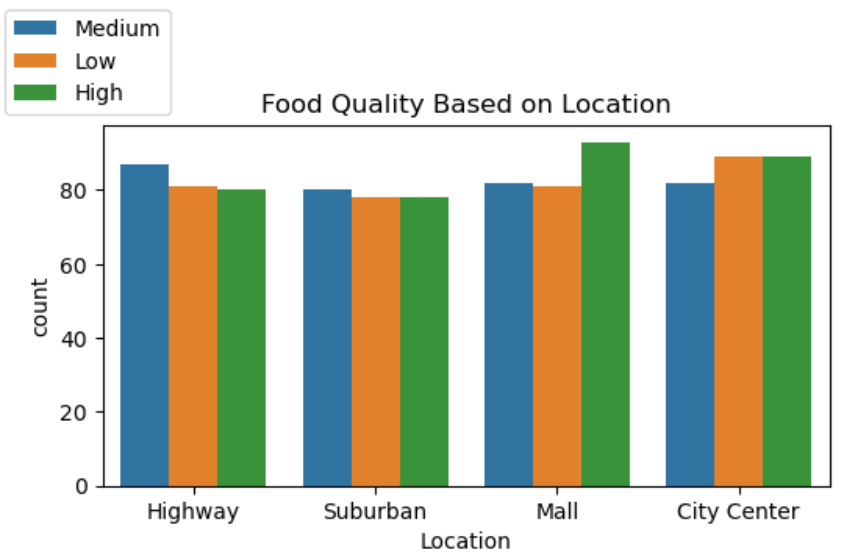 Medium
Low
High
Food Quality Based on Location
80
60
40
20
0
count
Highway Suburban Mall City Center
Location